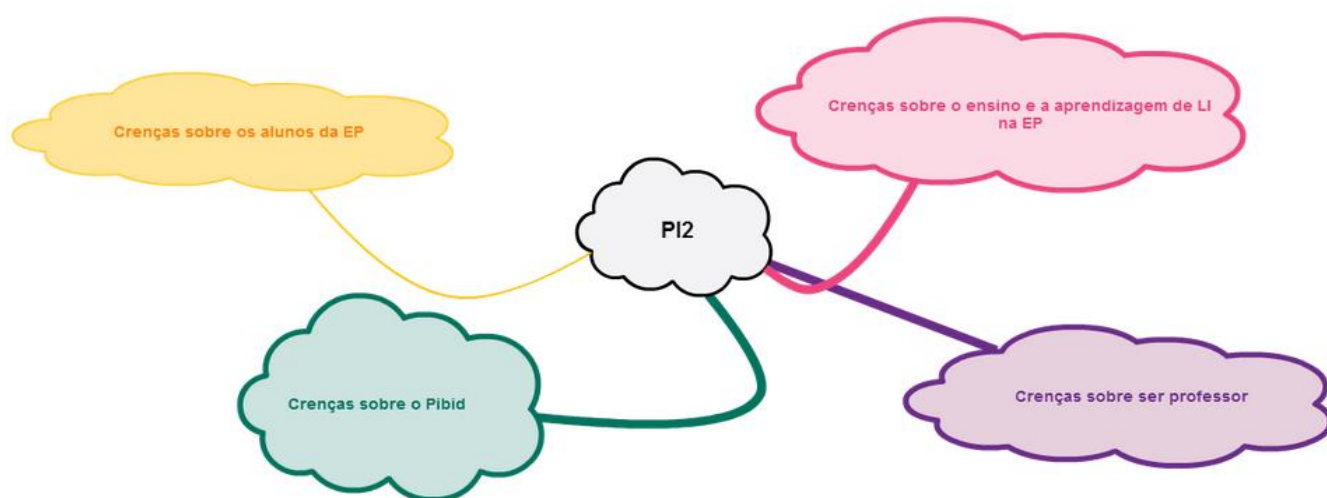 Crenças sobre o ensino e a aprendizagem de LI
na EP
Crenças sobre os alunos da EP
PI2
Crenças sobre ser professor
Crenças sobre o Pibid